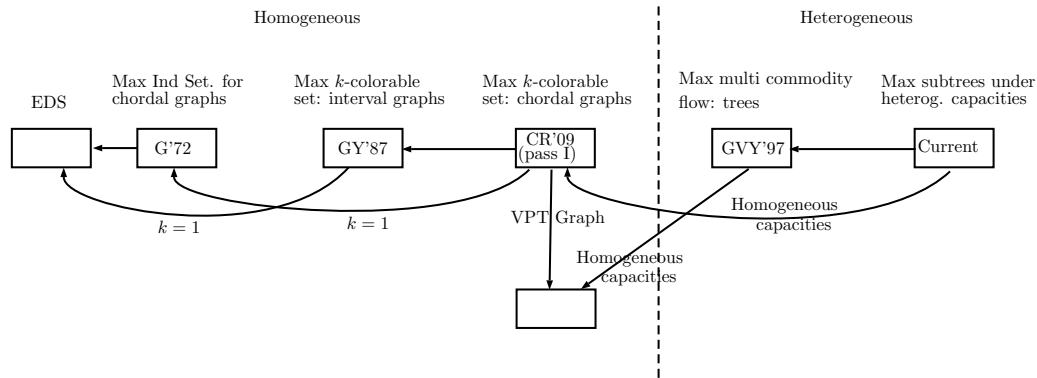 Homogeneous
Heterogeneous
EDS
Max Ind Set. for
chordal graphs
Max k-colorable
set: interval graphs
Max k-colorable
set: chordal graphs
Max multi commodity
flow: trees
Max subtrees under
heterog. capacities
G'72
GY'87
CR'09
(pass I)
GVY'97
Current
k = 1
k = 1
VPT Graph
Homogeneous
capacities
Homogeneous
capacities